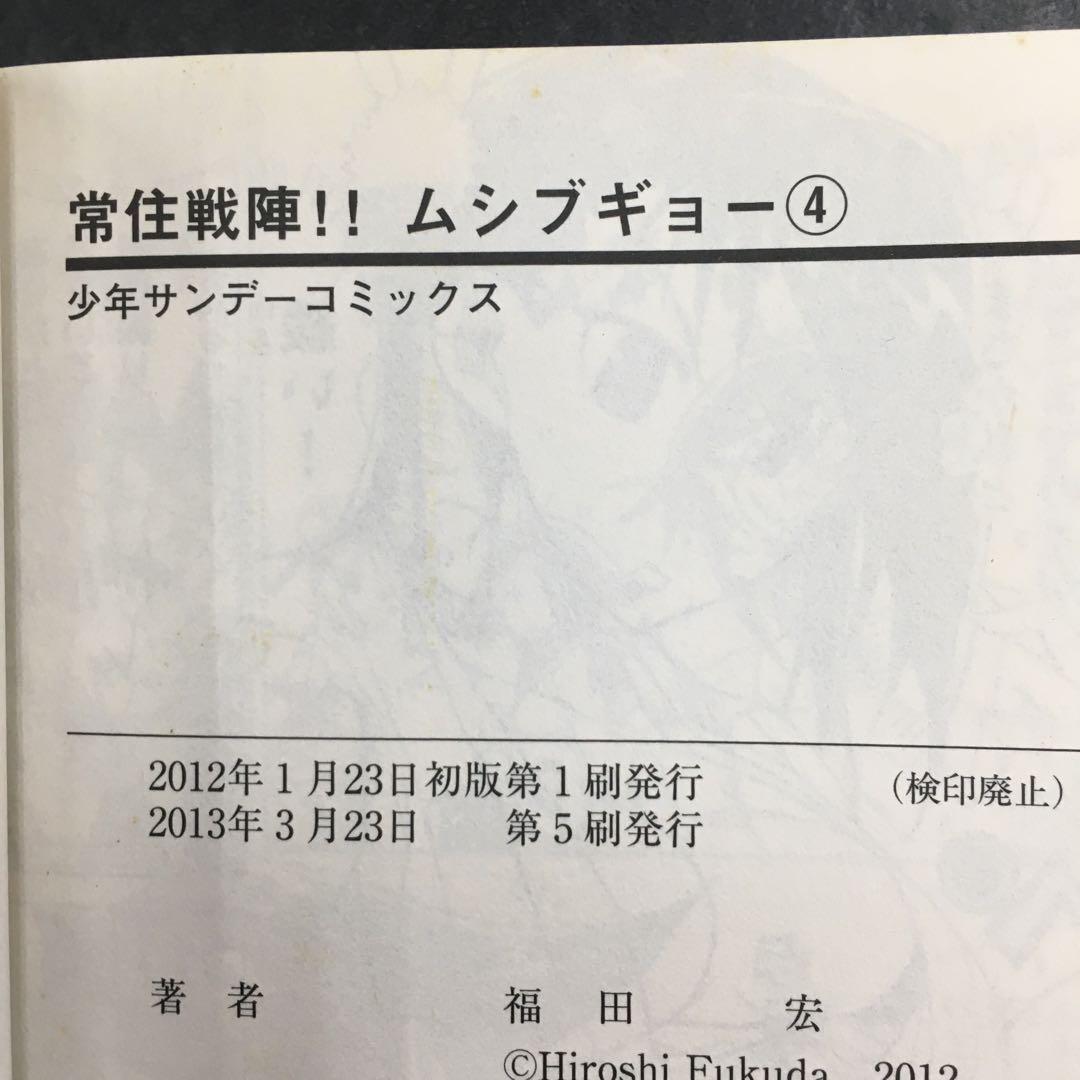 常住戦陣!! ムシブギョー④
少年サンデーコミックス
2012年1月23日初版第1刷発行 (検印廃止)
2013年3月23日 第5刷発行
著 者 福 田 宏
©Hiroshi Fukuda 2012